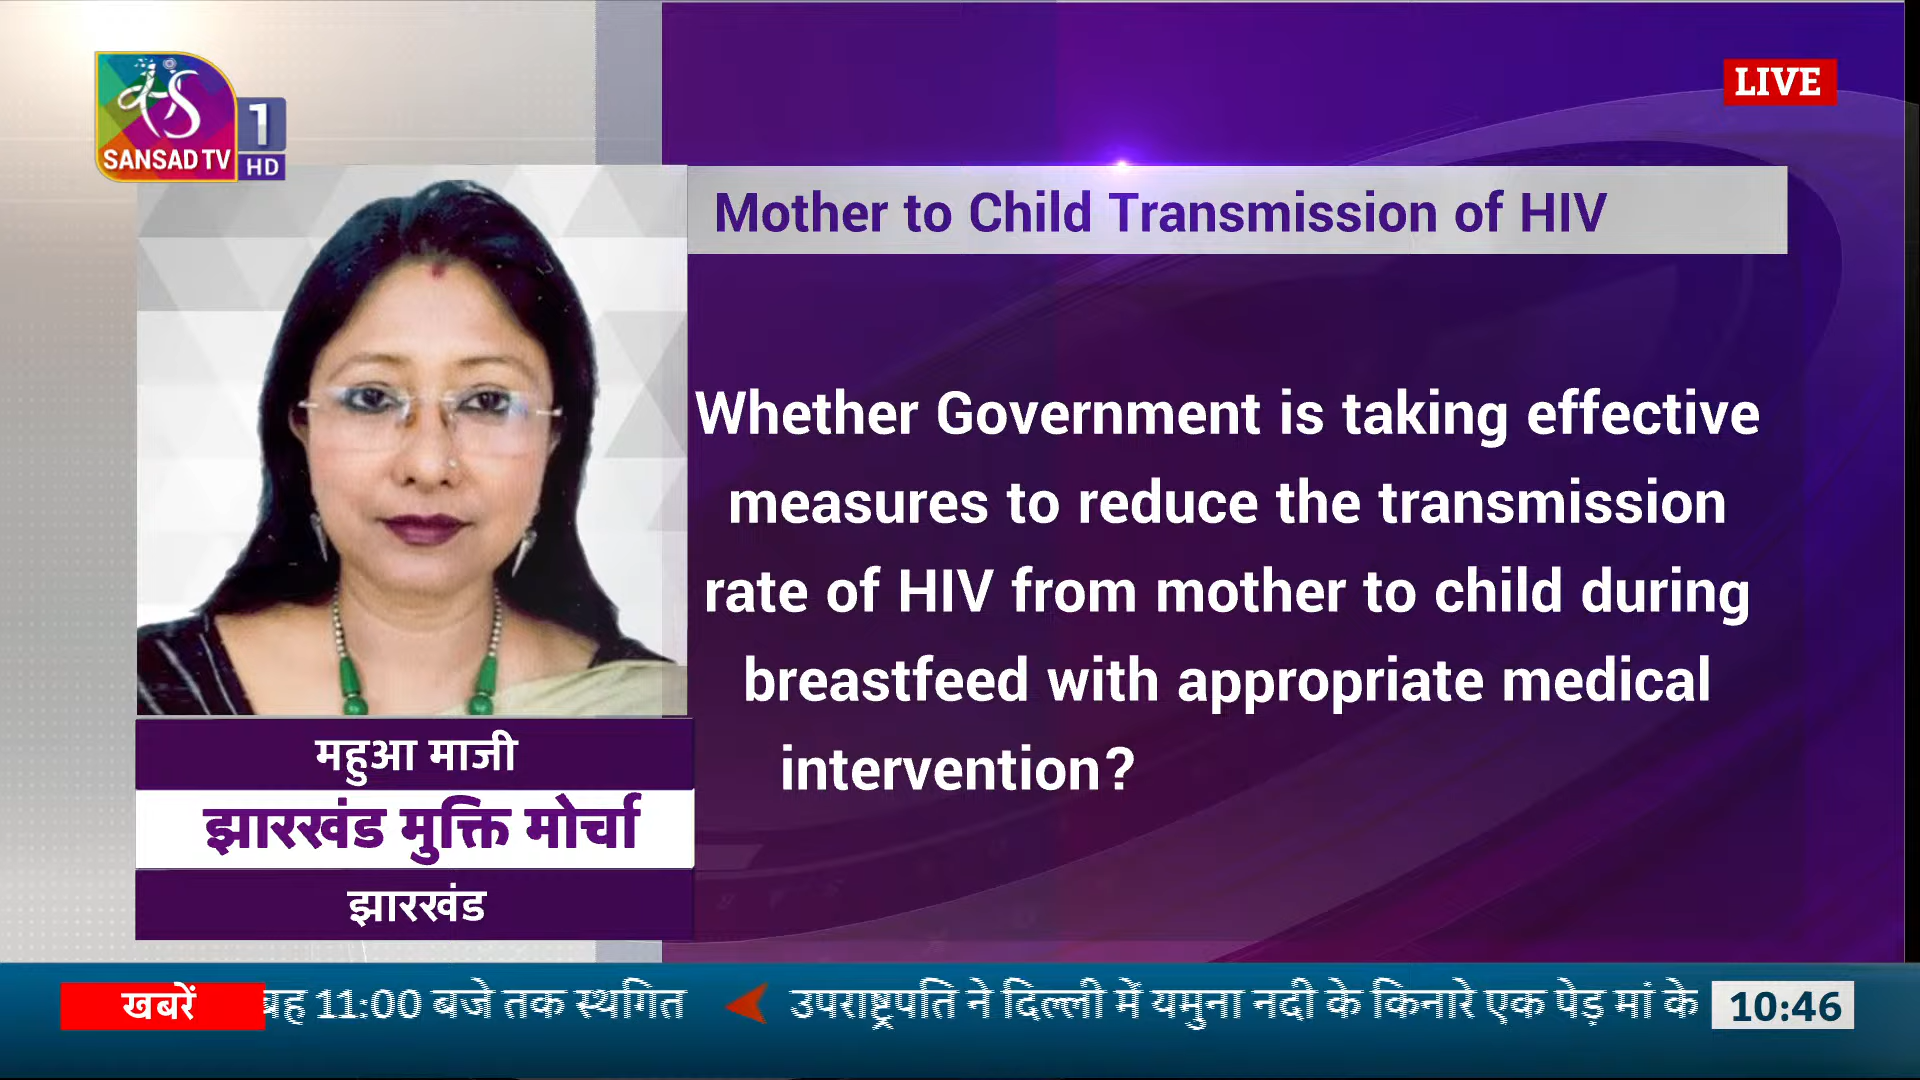 SANSAD TV
1
HD
LIVE
Mother to Child Transmission of HIV
Whether Government is taking effective
measures to reduce the transmission
rate of HIV from mother to child during
breastfeed with appropriate medical
intervention?
महुआ माजी
झारखंड मुक्ति मोर्चा
झारखंड
खबरें
11:00 बजे तक स्थगित
उपराष्ट्रपति ने दिल्ली में यमुना नदी के किनारे एक पेड़ मां के
10:46